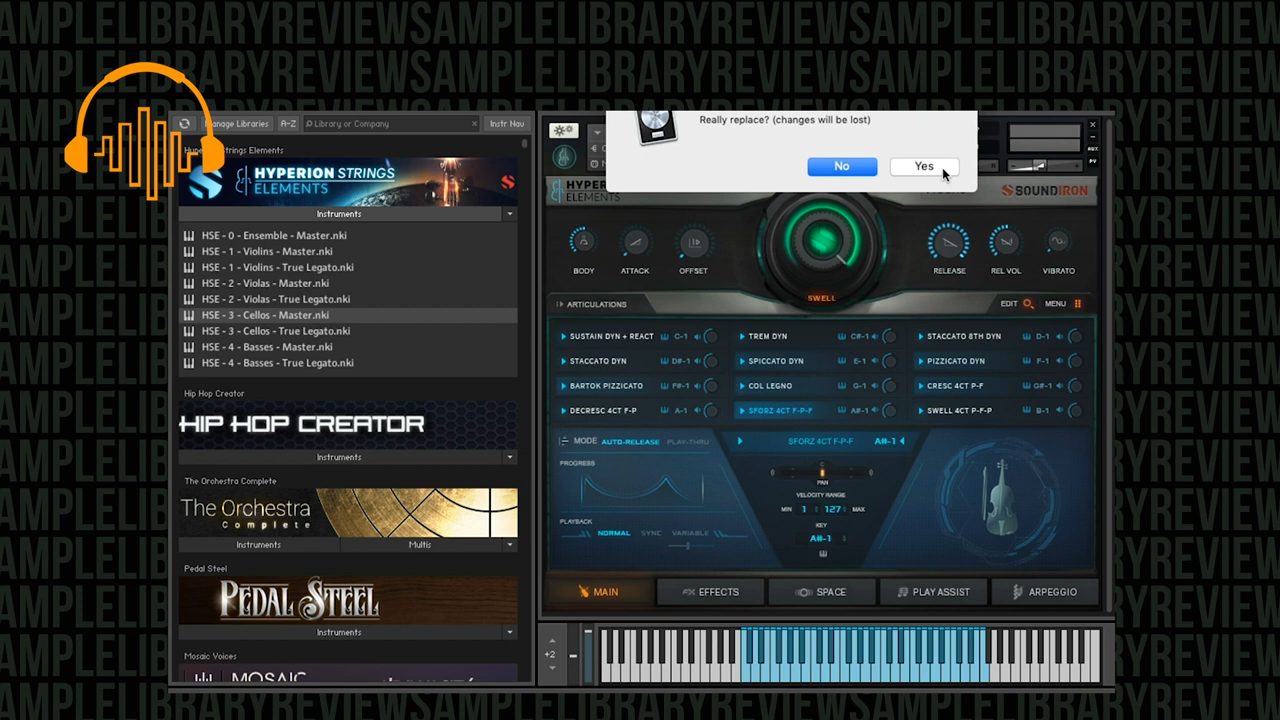 SAMPLELIBRARYREVIEW
Manage Libraries
A-Z
Library or Company
Instr Nav
Strings Elements
HYPERION STRINGS
ELEMENTS
Instruments
HSE - 0 - Ensemble - Master.nki
HSE - 1 - Violins - Master.nki
HSE - 1 - Violins - True Legato.nki
HSE - 2 - Violas - Master.nki
HSE - 2 - Violas - True Legato.nki
HSE - 3 - Cellos - Master.nki
HSE - 3 - Cellos - True Legato.nki
HSE - 4 - Basses - Master.nki
HSE - 4 - Basses - True Legato.nki
Hip Hop Creator
HIP HOP CREATOR
Instruments
The Orchestra Complete
The Orchestra
Complete
Instruments
Multis
Pedal Steel
PEDAL STEEL
Instruments
Mosaic Voices
MOSAIC
Really replace? (changes will be lost)
No
Yes
AUX
PV
HYPER
ELEMENTS
SOUNDIRON
BODY
ATTACK
OFFSET
SWELL
RELEASE
REL VOL
VIBRATO
ARTICULATIONS
EDIT
MENU
SUSTAIN DYN + REACT C-1
TREM DYN C#-1
STACCATO 8TH DYN D-1
STACCATO DYN D#-1
SPICCATO DYN E-1
PIZZICATO DYN F-1
BARTOK PIZZICATO F#-1
COL LEGNO G-1
CRESC 4CT P-F G#-1
DECRESC 4CT F-P A-1
SFORZ 4CT F-P-F A#-1
SWELL 4CT P-F-P B-1
MODE AUTO-RELEASE PLAY-THRU
SFORZ 4CT F-P-F A#-1
PROGRESS
C
PAN
VELOCITY RANGE
MIN 1 127 MAX
PLAYBACK
KEY
NORMAL SYNC VARIABLE
A#-1
MAIN
FX EFFECTS
SPACE
PLAY ASSIST
ARPEGGIO
+2